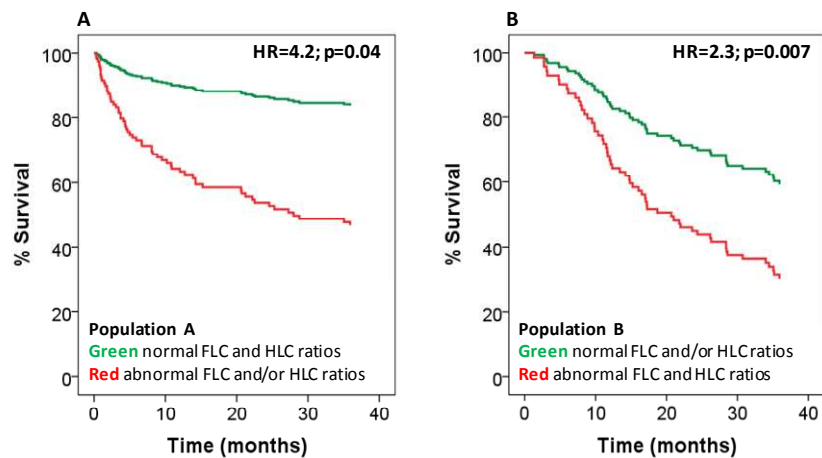 A
HR=4.2; p=0.04
100
80
60
40
20
0
% Survival
Population A
Green normal FLC and HLC ratios
Red abnormal FLC and/or HLC ratios
0 10 20 30 40
Time (months)
B
HR=2.3; p=0.007
100
80
60
40
20
0
% Survival
Population B
Green normal FLC and/or HLC ratios
Red abnormal FLC and HLC ratios
0 10 20 30 40
Time (months)